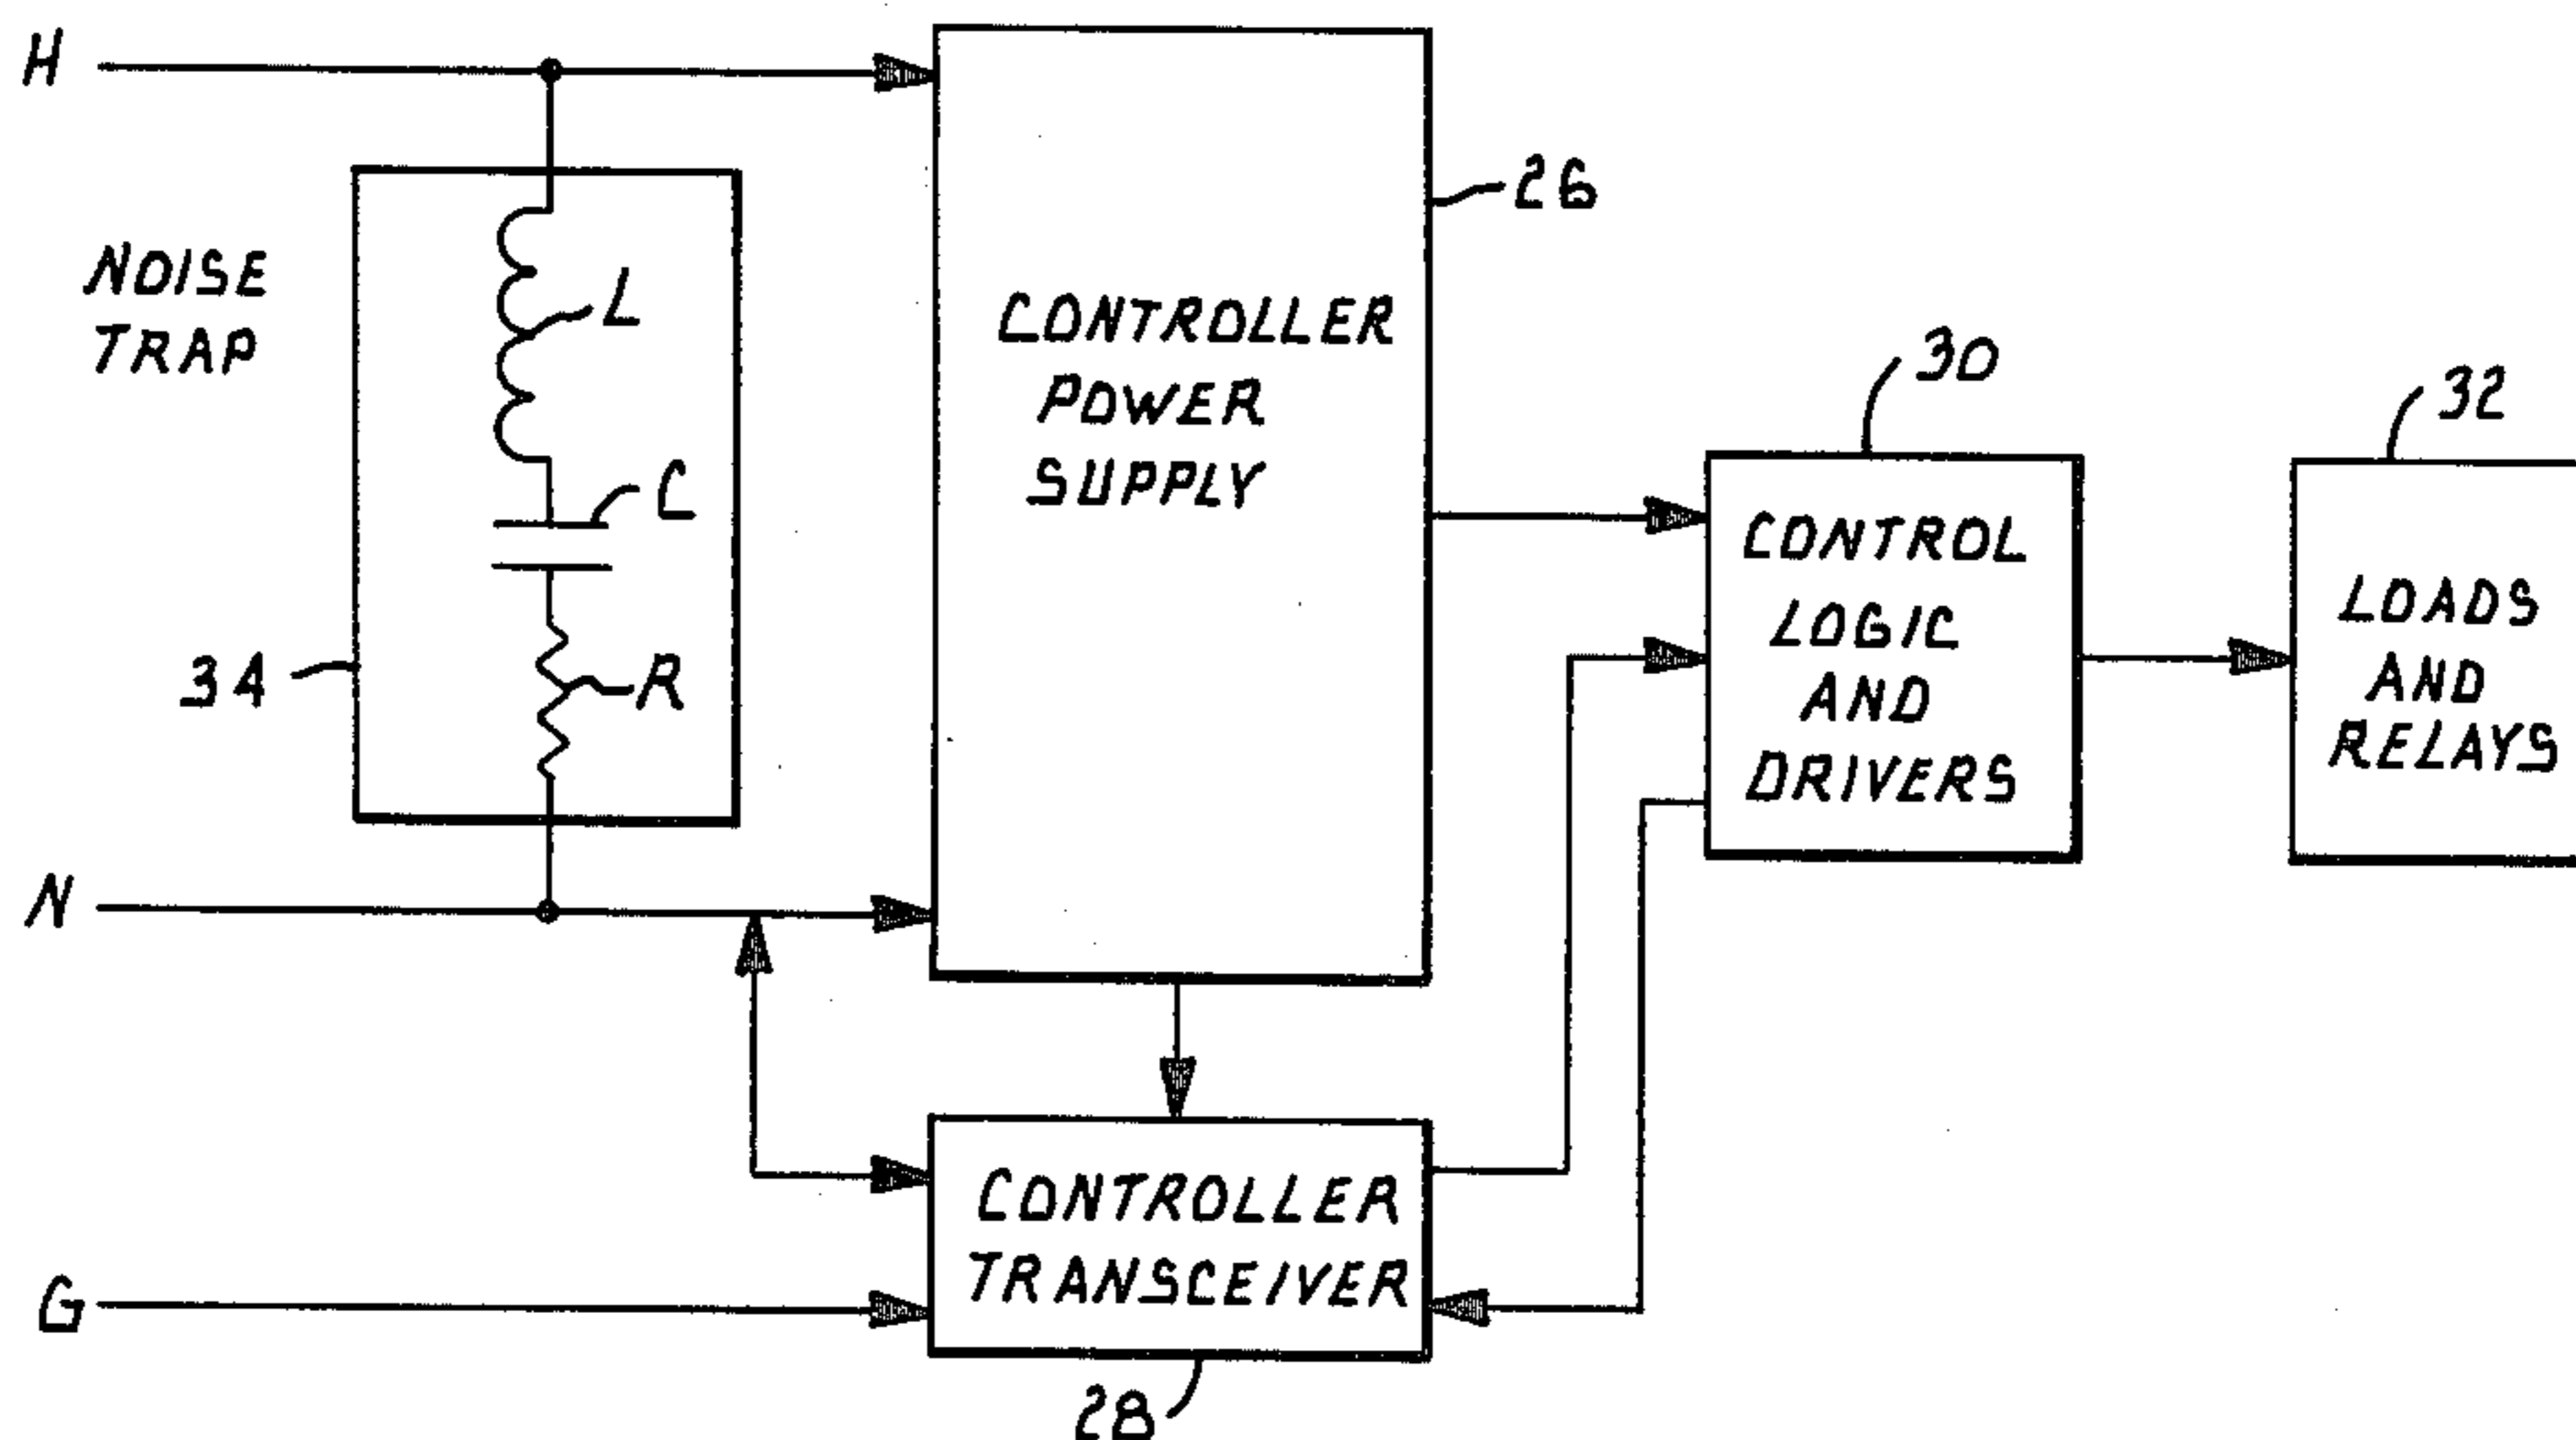 H
NOISE
TRAP
L
C
R
34
N
G
CONTROLLER
POWER
SUPPLY
26
CONTROLLER
TRANSCEIVER
28
CONTROL
LOGIC
AND
DRIVERS
30
LOADS
AND
RELAYS
32